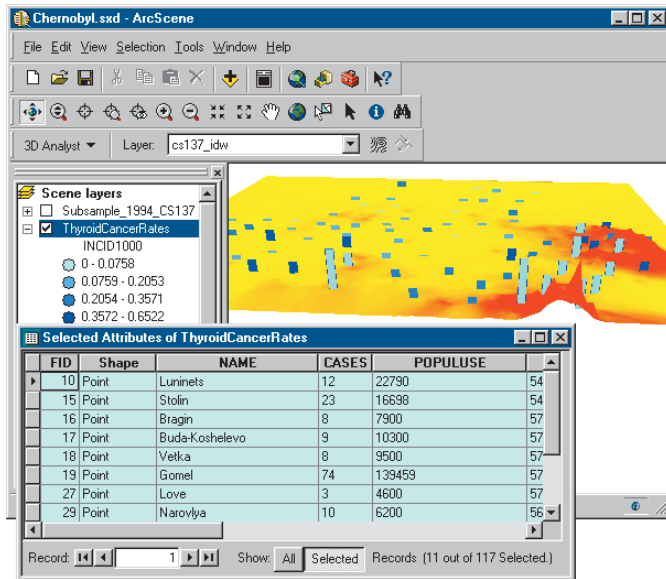 Chernobyl.sxd - ArcScene
File Edit View Selection Tools Window Help
3D Analyst Layer: cs137_idw
Scene layers
Subsample_1994_CS137
ThyroidCancerRates
INCID1000
0 - 0.0758
0.0759 - 0.2053
0.2054 - 0.3571
0.3572 - 0.6522
Selected Attributes of ThyroidCancerRates
FID Shape NAME CASES POPULUSE
10 Point Luninets 12 22790 54
15 Point Stolin 23 16698 54
16 Point Bragin 8 7900 57
17 Point Buda-Koshelevo 9 10300 57
18 Point Vetka 8 9500 57
19 Point Gomel 74 139459 57
27 Point Love 3 4600 57
29 Point Narovlya 10 6200 56
Record: 1 Show: All Selected Records (11 out of 117 Selected.)